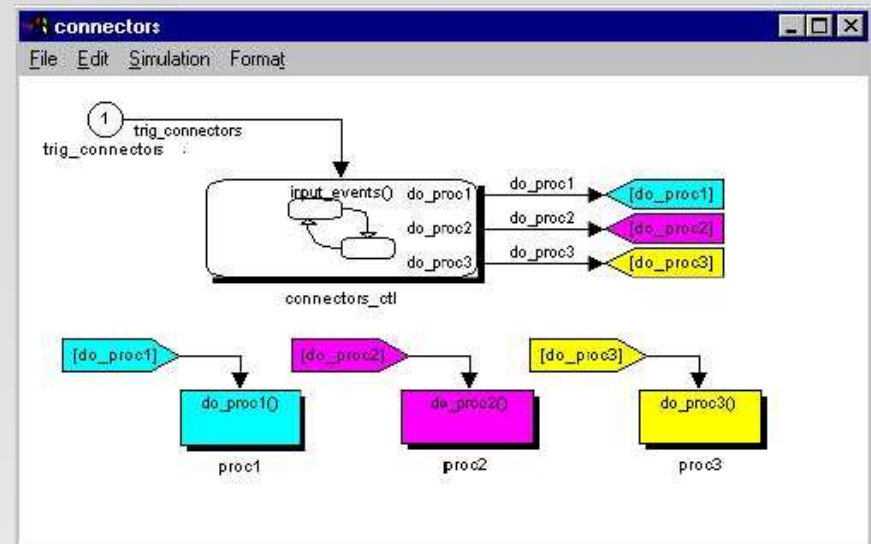 connectors
File Edit Simulation Format
1
trig_connectors
trig_connectors
input_events()
do_proc1 do_proc1 [do_proc1]
do_proc2 do_proc2 [do_proc2]
do_proc3 do_proc3 [do_proc3]
connectors_ctl
[do_proc1] [do_proc2] [do_proc3]
do_proc1() do_proc2() do_proc3()
proc1 proc2 proc3